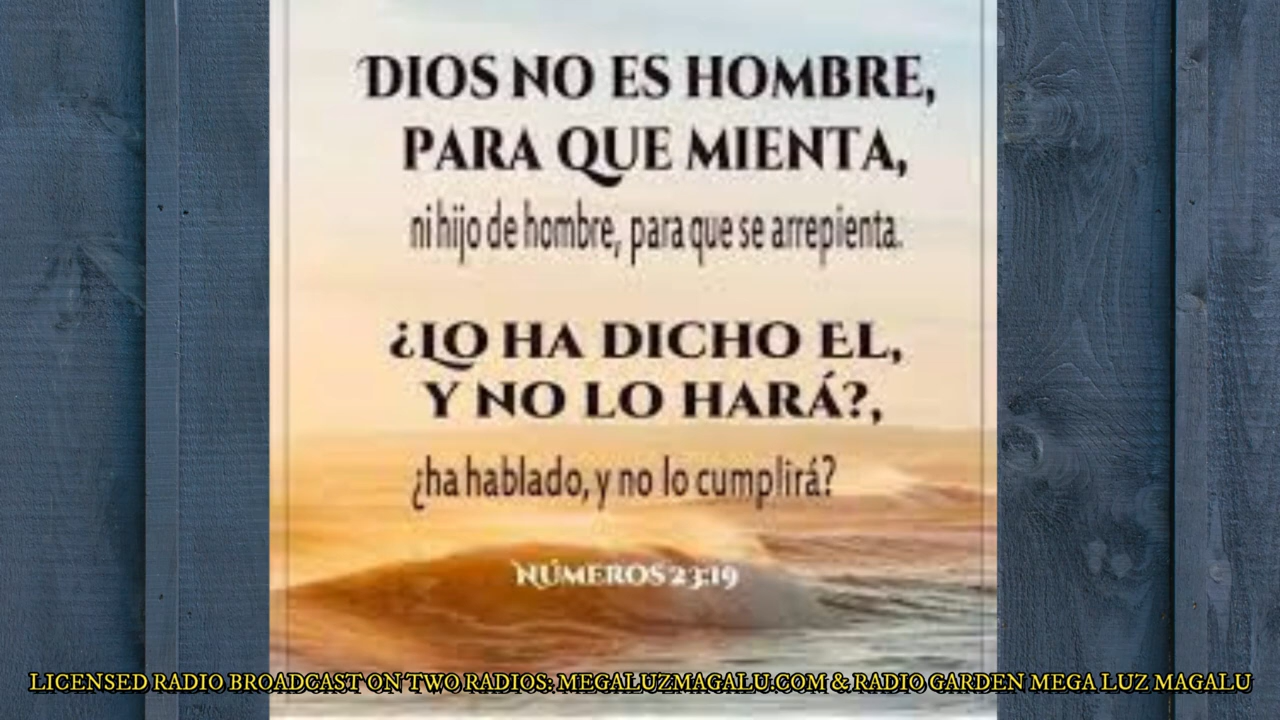 DIOS NO ES HOMBRE,
PARA QUE MIENTA,
ni hijo de hombre, para que se arrepienta.
¿LO HA DICHO EL,
Y NO LO HARÁ?,
¿ha hablado, y no lo cumplirá?
NÚMEROS 23:19
LICENSED RADIO BROADCAST ON TWO RADIOS: MEGALUZMAGALU.COM & RADIO GARDEN MEGA LUZ MAGALU